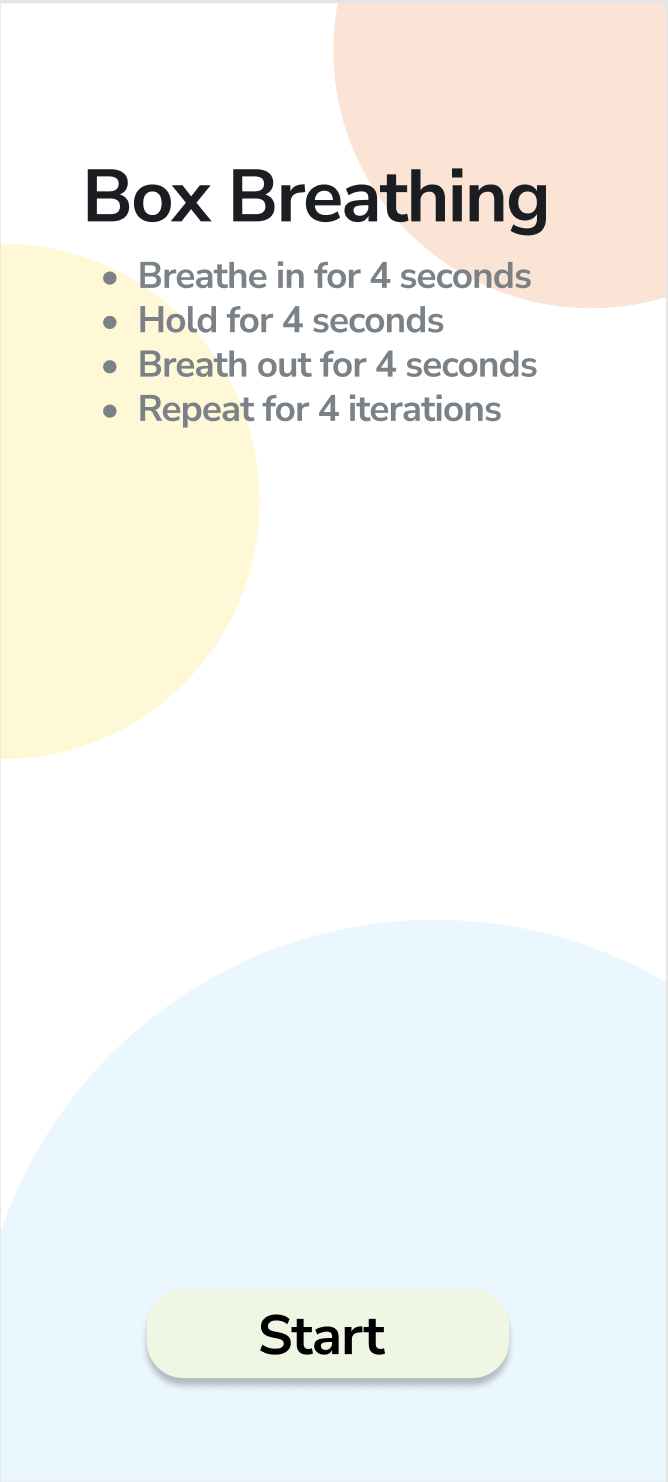 Box Breathing
• Breathe in for 4 seconds
• Hold for 4 seconds
• Breath out for 4 seconds
• Repeat for 4 iterations
Start